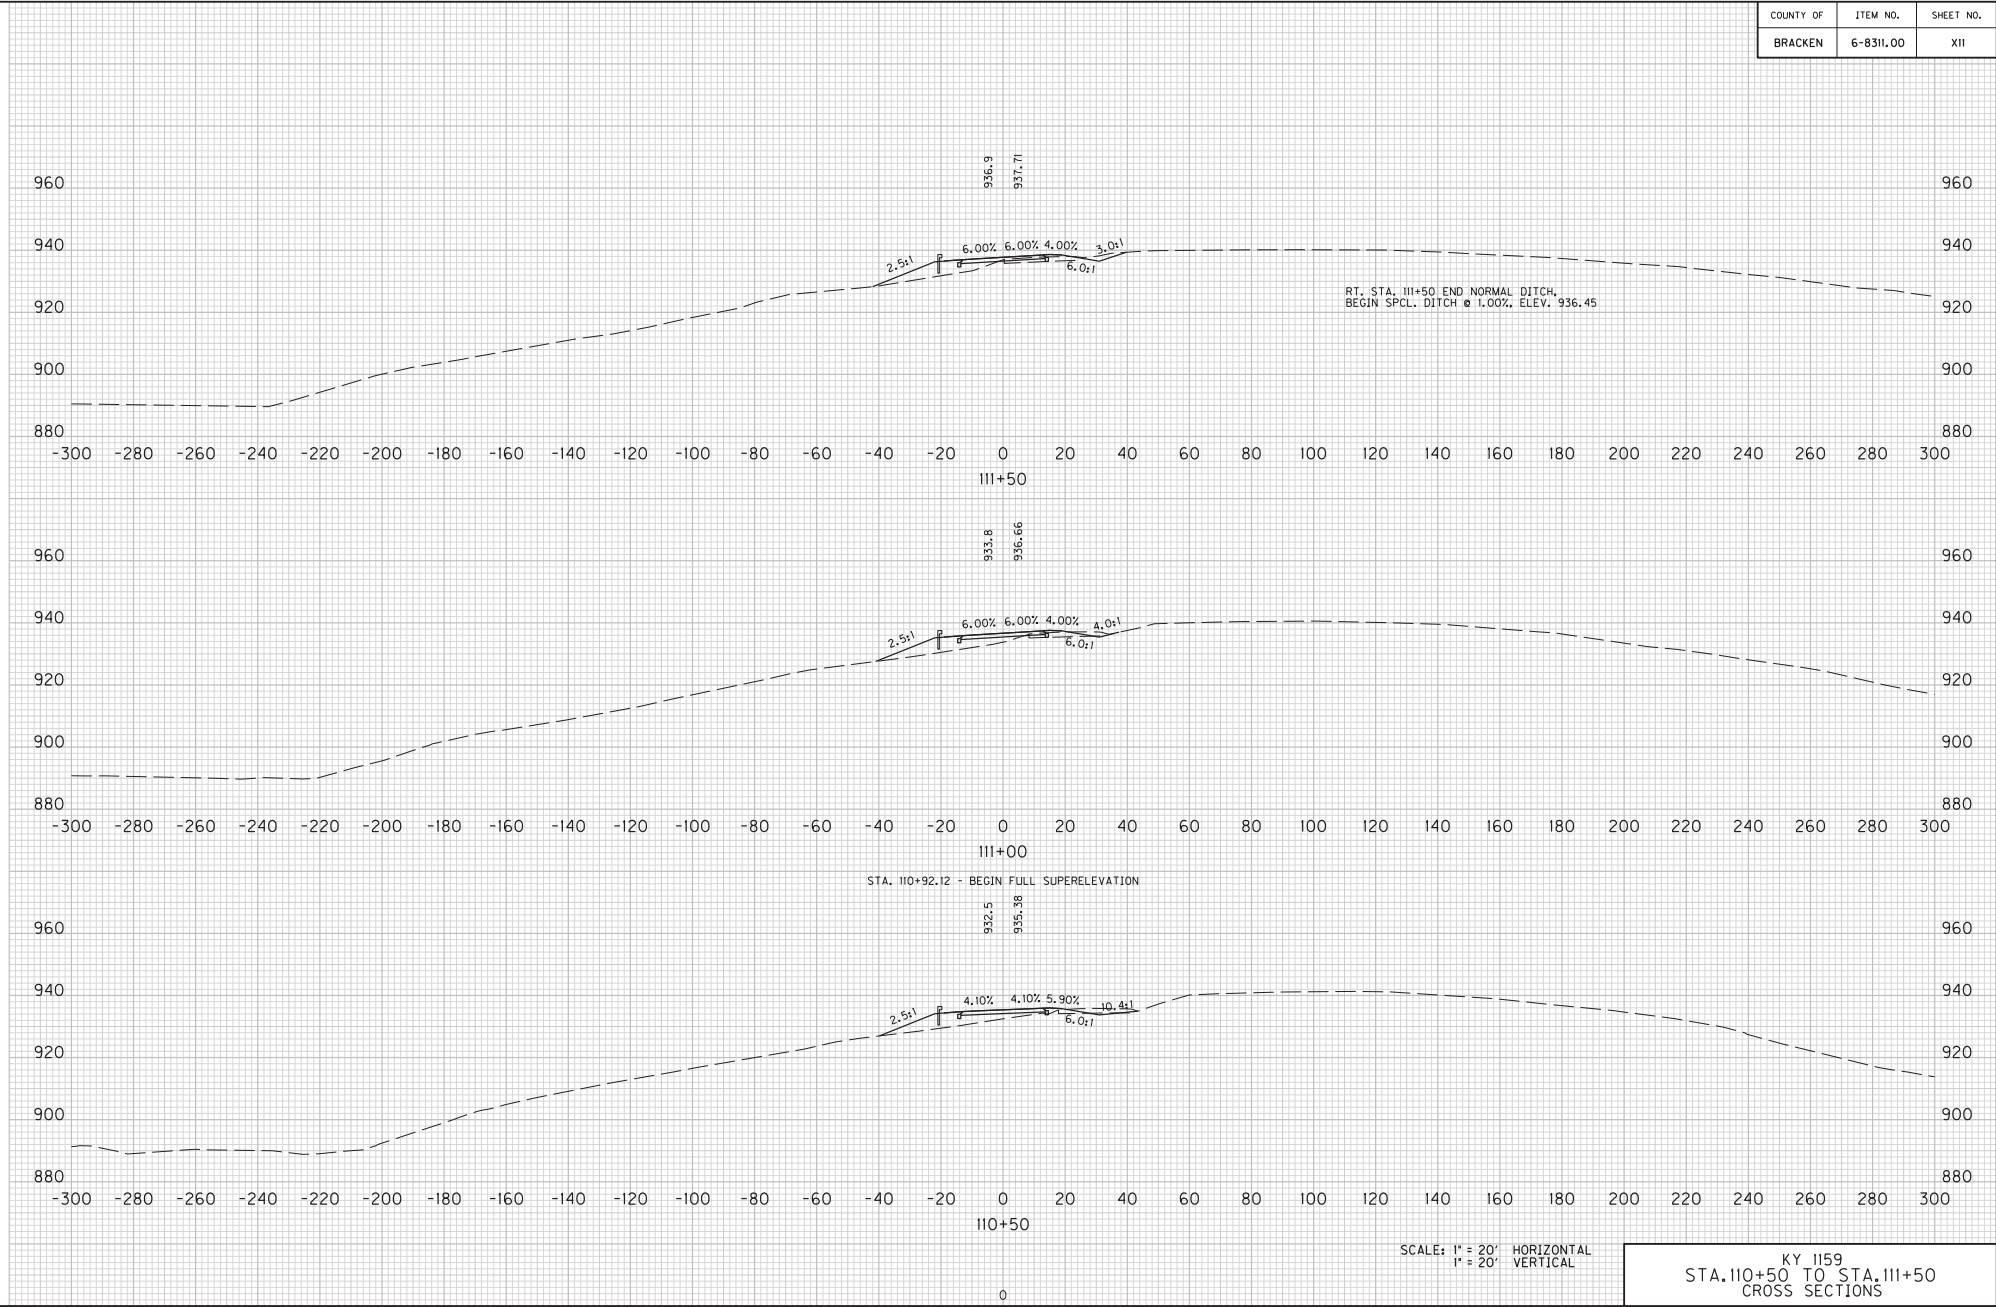 COUNTY OF ITEM NO. SHEET NO.
BRACKEN 6-8311.00 X11
936.9 937.71
960 960
940 6.00% 6.00% 4.00% 3.0:1 940
2.5:1 6.0:1
RT. STA. 111+50 END NORMAL DITCH,
BEGIN SPCL. DITCH @ 1.00%, ELEV. 936.45
920 920
900 900
880 880
-300 -280 -260 -240 -220 -200 -180 -160 -140 -120 -100 -80 -60 -40 -20 0 20 40 60 80 100 120 140 160 180 200 220 240 260 280 300
111+50
933.8 936.66
960 960
940 6.00% 6.00% 4.00% 4.0:1 940
2.5:1 6.0:1
920 920
900 900
880 880
-300 -280 -260 -240 -220 -200 -180 -160 -140 -120 -100 -80 -60 -40 -20 0 20 40 60 80 100 120 140 160 180 200 220 240 260 280 300
111+00
STA. 110+92.12 - BEGIN FULL SUPERELEVATION
932.5 935.38
960 960
940 4.10% 4.10% 5.90% 10.4:1 940
2.5:1 6.0:1
920 920
900 900
880 880
-300 -280 -260 -240 -220 -200 -180 -160 -140 -120 -100 -80 -60 -40 -20 0 20 40 60 80 100 120 140 160 180 200 220 240 260 280 300
110+50
SCALE: 1" = 20' HORIZONTAL
1" = 20' VERTICAL
KY 1159
STA.110+50 TO STA.111+50
CROSS SECTIONS
0